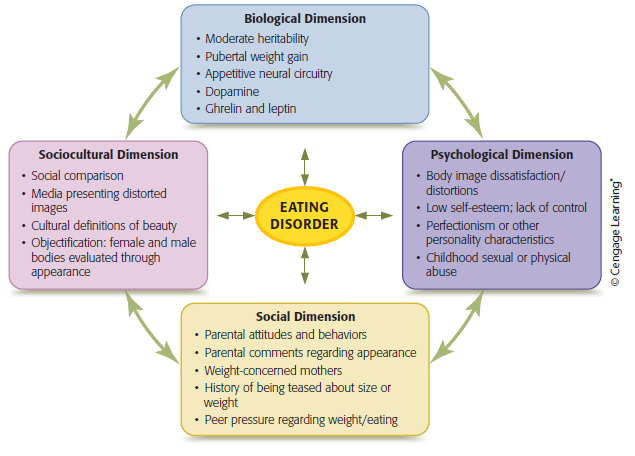 Biological Dimension
• Moderate heritability
• Pubertal weight gain
• Appetitive neural circuitry
• Dopamine
• Ghrelin and leptin
Sociocultural Dimension
• Social comparison
• Media presenting distorted
images
• Cultural definitions of beauty
• Objectification: female and male
bodies evaluated through
appearance
EATING
DISORDER
Psychological Dimension
• Body image dissatisfaction/
distortions
• Low self-esteem; lack of control
• Perfectionism or other
personality characteristics
• Childhood sexual or physical
abuse
Social Dimension
• Parental attitudes and behaviors
• Parental comments regarding appearance
• Weight-concerned mothers
• History of being teased about size or
weight
• Peer pressure regarding weight/eating
© Cengage Learning®